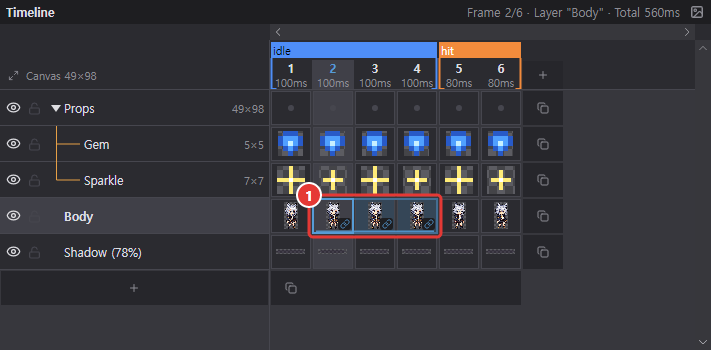 Timeline
Frame 2/6 · Layer "Body" · Total 560ms
idle
hit
1 2 3 4 5 6
Canvas 49×98
100ms 100ms 100ms 100ms 80ms 80ms
Props 49×98
Gem 5×5
Sparkle 7×7
1
Body
Shadow (78%)